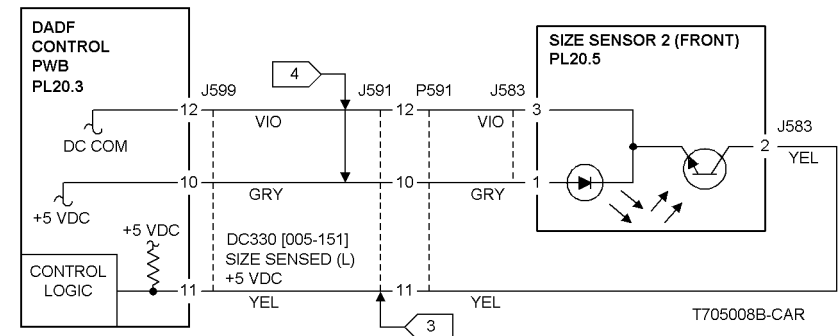 DADF
CONTROL
PWB
PL20.3
SIZE SENSOR 2 (FRONT)
PL20.5
4
J599
J591
P591
J583
12
12
3
VIO
VIO
J583
2
YEL
DC COM
10
10
1
GRY
GRY
+5 VDC
+5 VDC
DC330 [005-151]
SIZE SENSED (L)
+5 VDC
CONTROL
LOGIC
11
11
YEL
YEL
3
T705008B-CAR